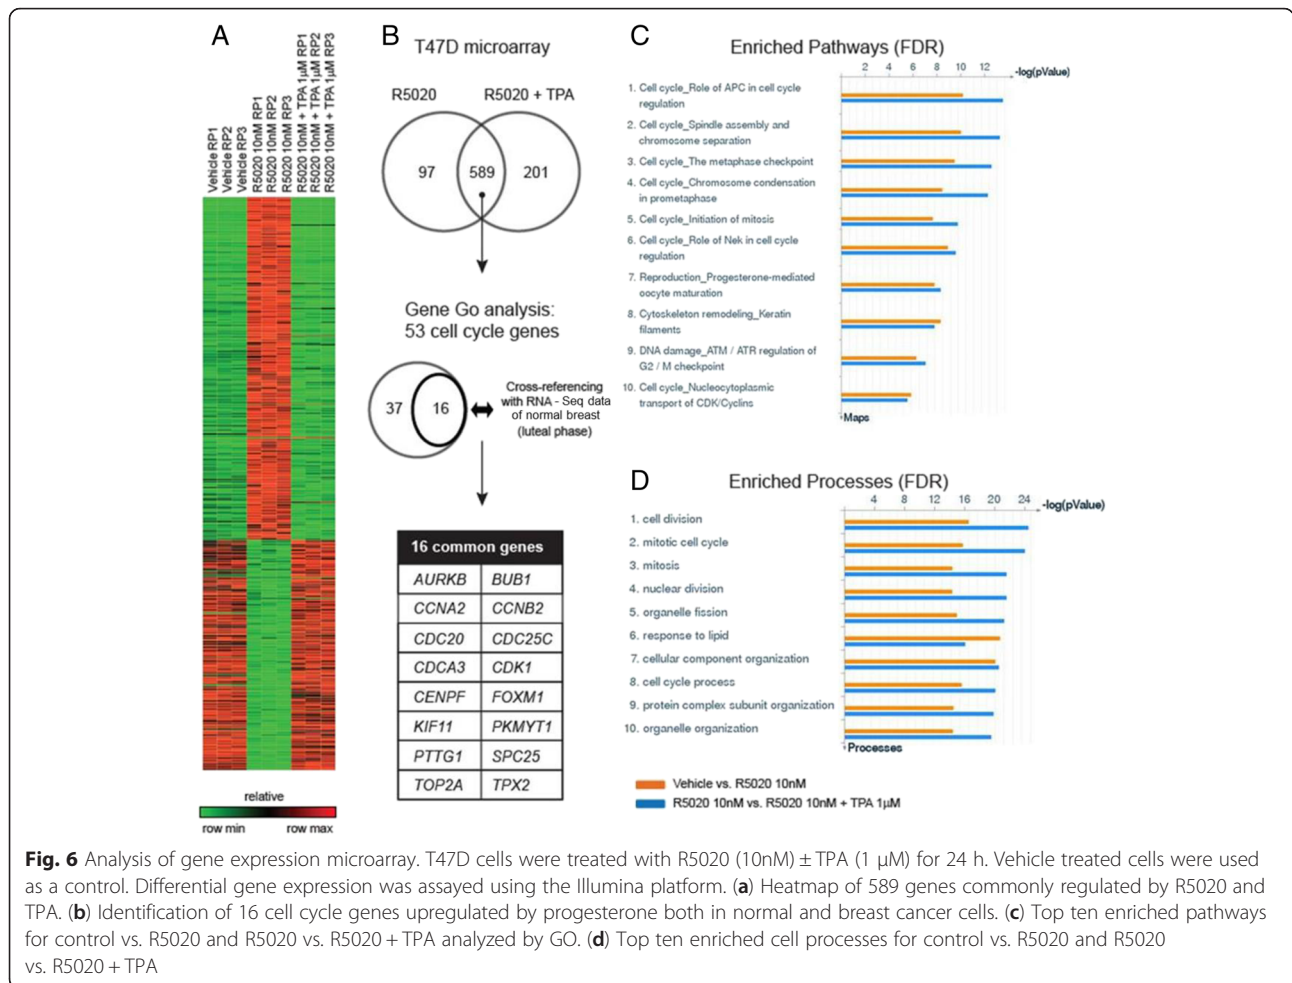 A
Vehicle RP1
Vehicle RP2
Vehicle RP3
R5020 10nM RP1
R5020 10nM RP2
R5020 10nM RP3
R5020 10nM + TPA 1µM RP1
R5020 10nM + TPA 1µM RP2
R5020 10nM + TPA 1µM RP3
relative
row min row max
B
T47D microarray
R5020 R5020 + TPA
97 589 201
Gene Go analysis:
53 cell cycle genes
37 16
Cross-referencing
with RNA - Seq data
of normal breast
(luteal phase)
16 common genes
AURKB BUB1
CCNA2 CCNB2
CDC20 CDC25C
CDCA3 CDK1
CENPF FOXM1
KIF11 PKMYT1
PTTG1 SPC25
TOP2A TPX2
C
Enriched Pathways (FDR)
2 4 6 8 10 12 -log(pValue)
1. Cell cycle_Role of APC in cell cycle
regulation
2. Cell cycle_Spindle assembly and
chromosome separation
3. Cell cycle_The metaphase checkpoint
4. Cell cycle_Chromosome condensation
in prometaphase
5. Cell cycle_Initiation of mitosis
6. Cell cycle_Role of Nek in cell cycle
regulation
7. Reproduction_Progesterone-mediated
oocyte maturation
8. Cytoskeleton remodeling_Keratin
filaments
9. DNA damage_ATM / ATR regulation of
G2 / M checkpoint
10. Cell cycle_Nucleocytoplasmic
transport of CDK/Cyclins
Maps
D
Enriched Processes (FDR)
4 8 12 16 20 24 -log(pValue)
1. cell division
2. mitotic cell cycle
3. mitosis
4. nuclear division
5. organelle fission
6. response to lipid
7. cellular component organization
8. cell cycle process
9. protein complex subunit organization
10. organelle organization
Processes
Vehicle vs. R5020 10nM
R5020 10nM vs. R5020 10nM + TPA 1µM
Fig. 6 Analysis of gene expression microarray. T47D cells were treated with R5020 (10nM) ± TPA (1 µM) for 24 h. Vehicle treated cells were used
as a control. Differential gene expression was assayed using the Illumina platform. (a) Heatmap of 589 genes commonly regulated by R5020 and
TPA. (b) Identification of 16 cell cycle genes upregulated by progesterone both in normal and breast cancer cells. (c) Top ten enriched pathways
for control vs. R5020 and R5020 vs. R5020 + TPA analyzed by GO. (d) Top ten enriched cell processes for control vs. R5020 and R5020
vs. R5020 + TPA